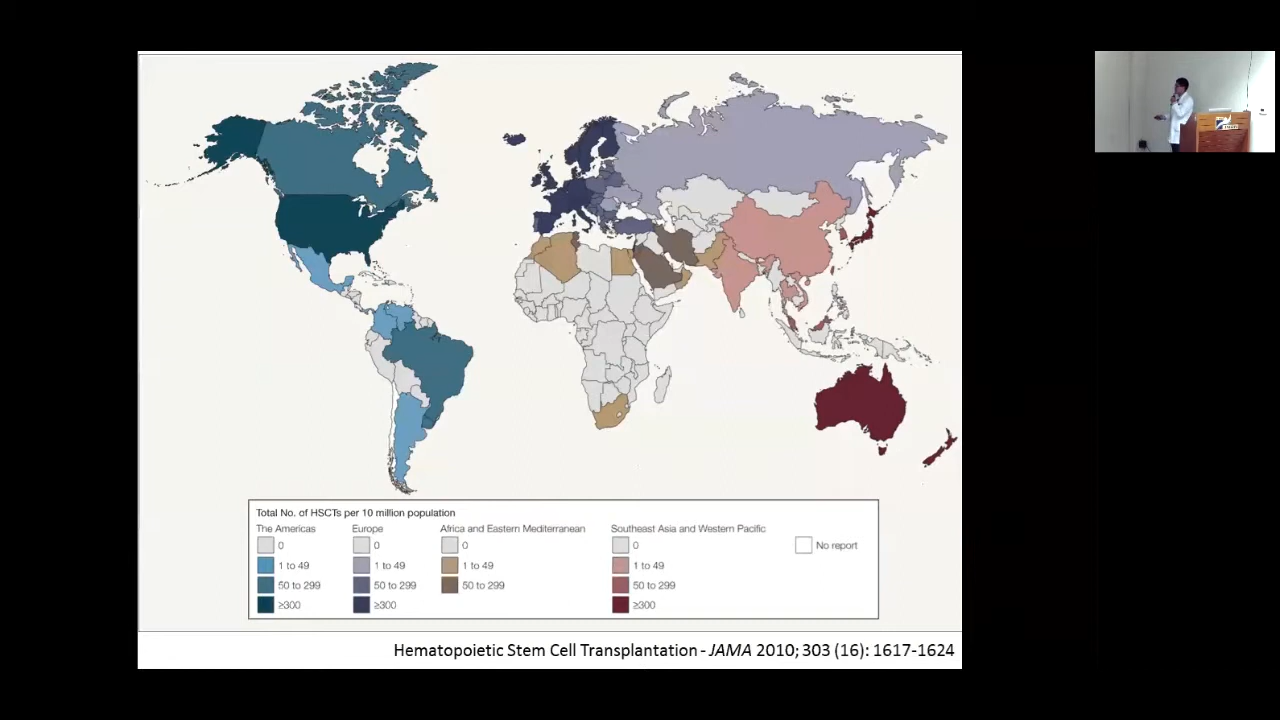 Total No. of HSCTs per 10 million population
The Americas Europe Africa and Eastern Mediterranean Southeast Asia and Western Pacific
0 0 0 0 No report
1 to 49 1 to 49 1 to 49 1 to 49
50 to 299 50 to 299 50 to 299 50 to 299
≥300 ≥300 ≥300
Hematopoietic Stem Cell Transplantation - JAMA 2010; 303 (16): 1617-1624